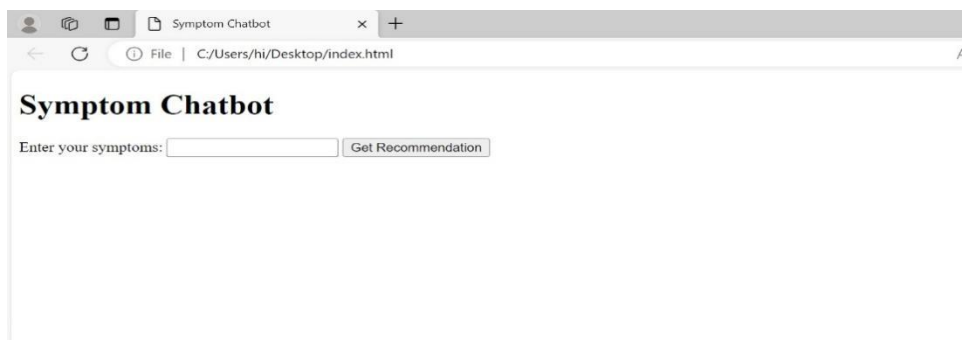 Symptom Chatbot
File | C:/Users/hi/Desktop/index.html
Symptom Chatbot
Enter your symptoms: Get Recommendation